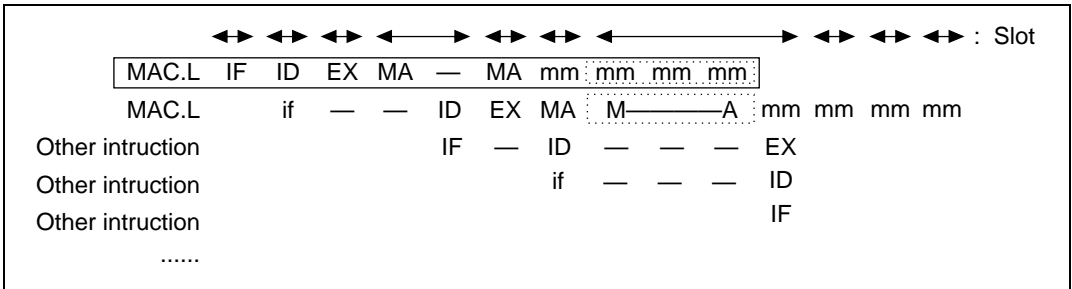 : Slot
MAC.L IF ID EX MA — MA mm mm mm mm
MAC.L if — — ID EX MA M————A mm mm mm mm
Other intruction IF — ID — — — EX
Other intruction if — — — ID
Other intruction IF
......